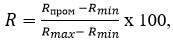 R = (R_пром – R_min) / (R_max – R_min) x 100,